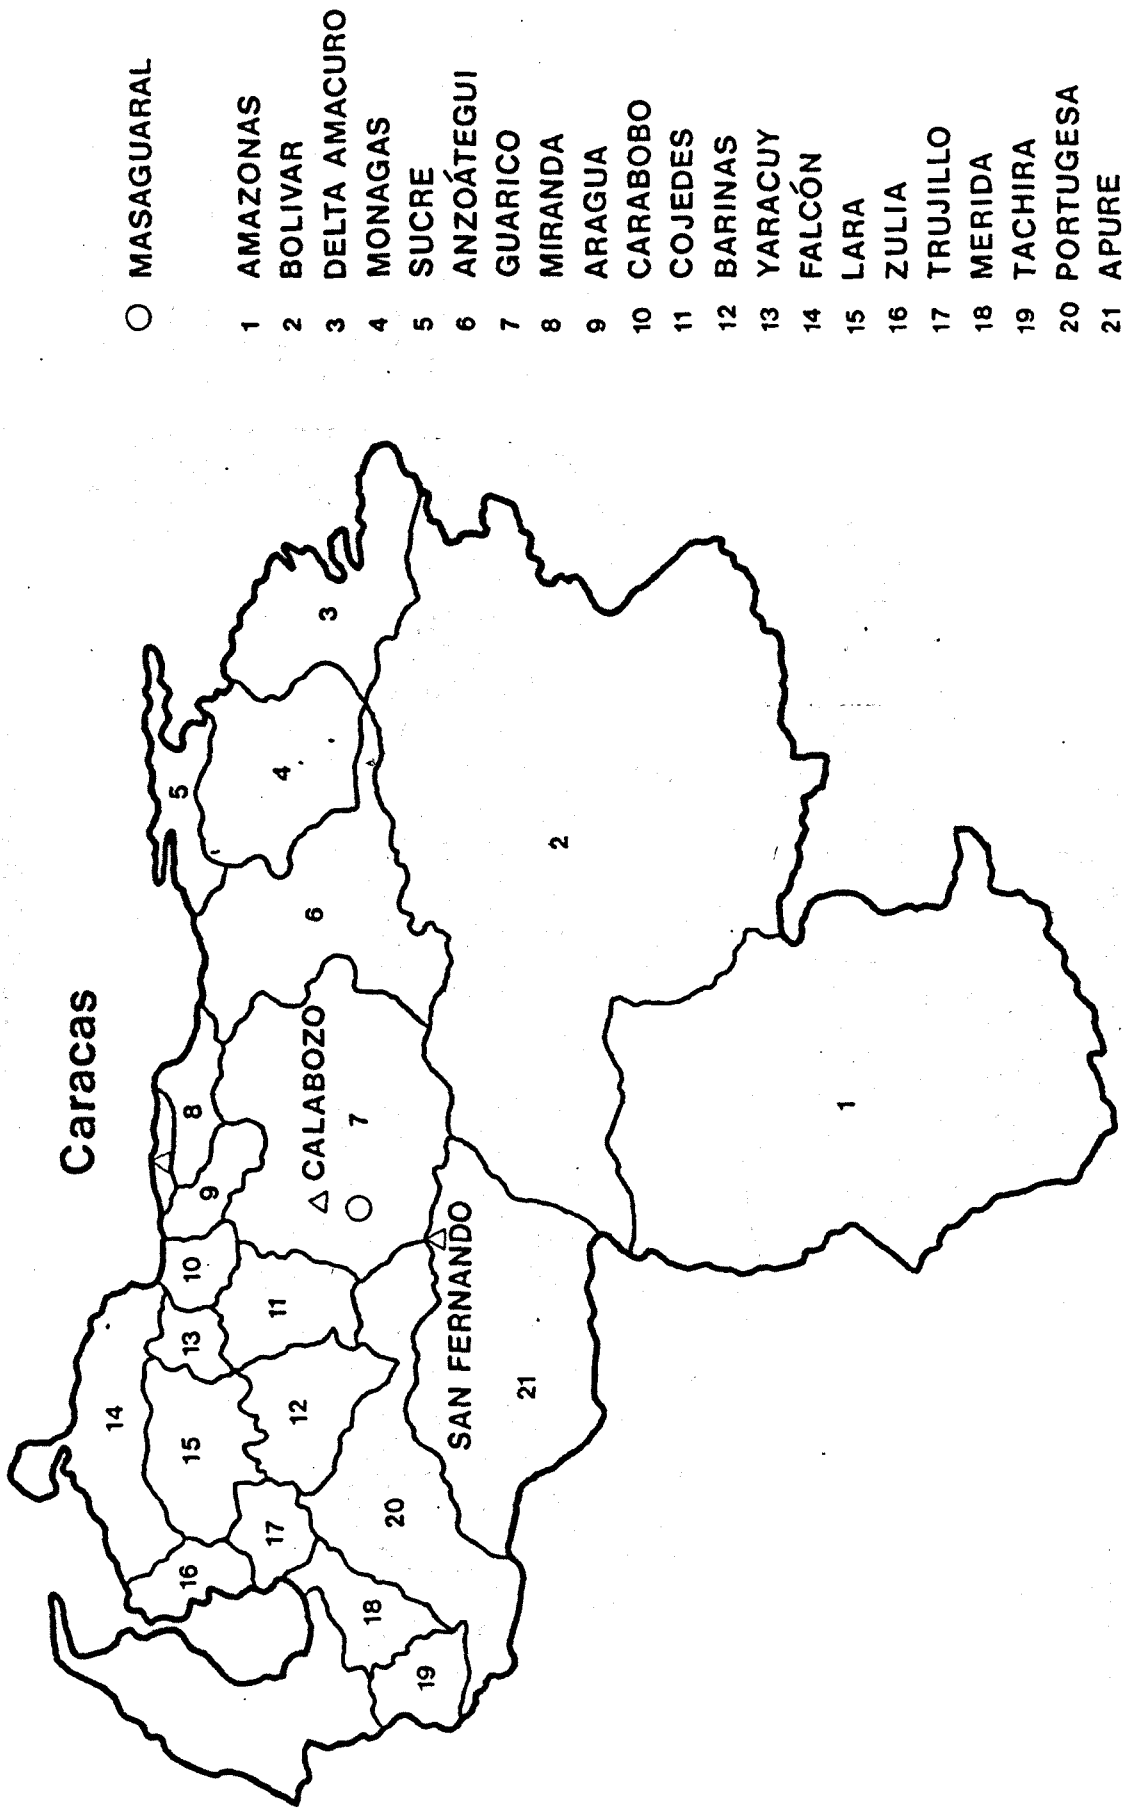 Caracas
CALABOZO
SAN FERNANDO
14
16
15
13
10
9
8
5
17
12
11
7
6
4
3
18
19
20
21
2
1
MASAGUARAL
1 AMAZONAS
2 BOLIVAR
3 DELTA AMACURO
4 MONAGAS
5 SUCRE
6 ANZOÁTEGUI
7 GUARICO
8 MIRANDA
9 ARAGUA
10 CARABOBO
11 COJEDES
12 BARINAS
13 YARACUY
14 FALCÓN
15 LARA
16 ZULIA
17 TRUJILLO
18 MERIDA
19 TACHIRA
20 PORTUGESA
21 APURE